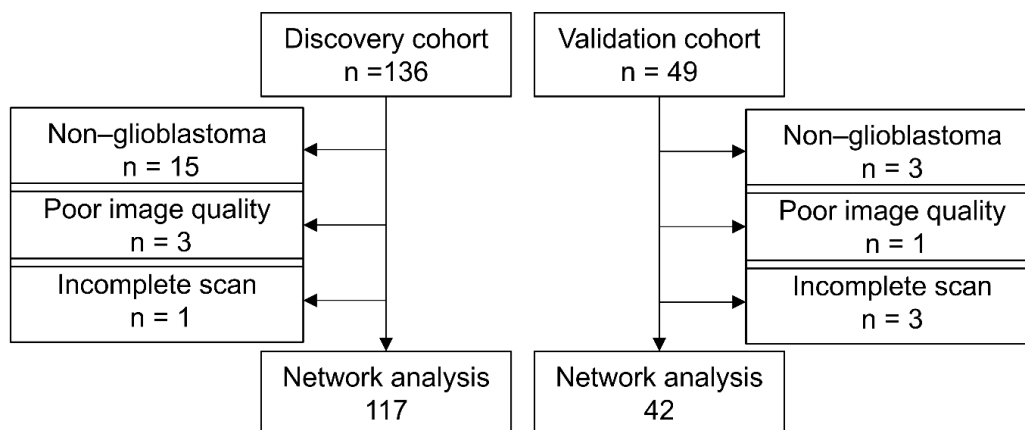 Discovery cohort
n =136
Validation cohort
n = 49
Non–glioblastoma
n = 15
Poor image quality
n = 3
Incomplete scan
n = 1
Non–glioblastoma
n = 3
Poor image quality
n = 1
Incomplete scan
n = 3
Network analysis
117
Network analysis
42